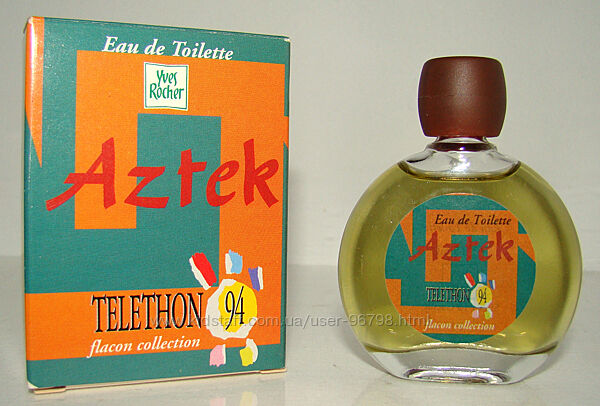 Eau de Toilette
Yves
Rocher
Aztek
TELETHON 94
flacon collection
Eau de Toilette
Aztek
TELETHON 94
flacon collection